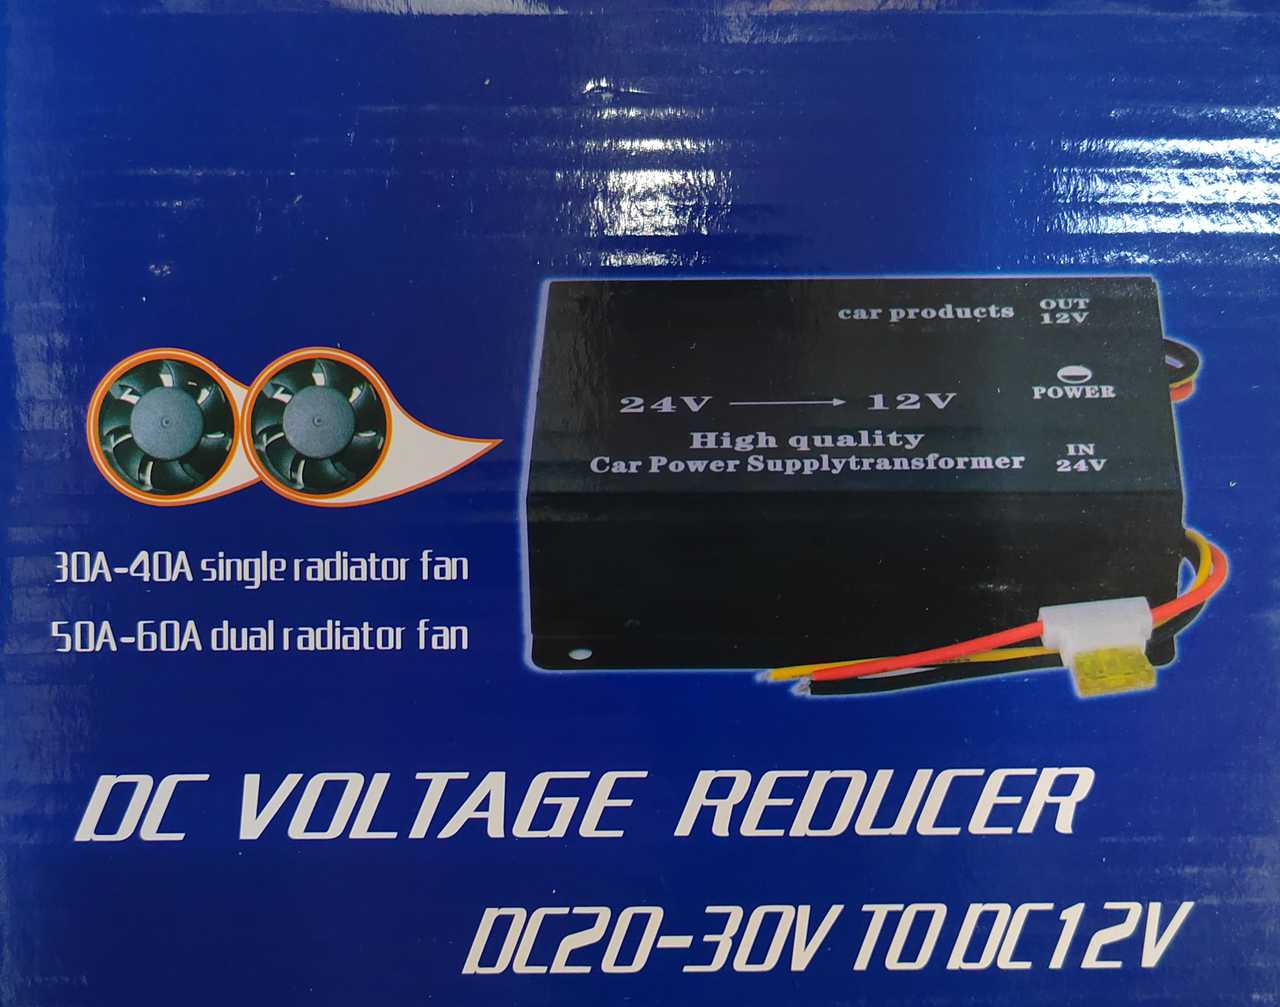 car products
OUT
12V
24V 12V
POWER
High quality
Car Power Supplytransformer
IN
24V
30A-40A single radiator fan
50A-60A dual radiator fan
DC VOLTAGE REDUCER
DC20-30V TO DC12V